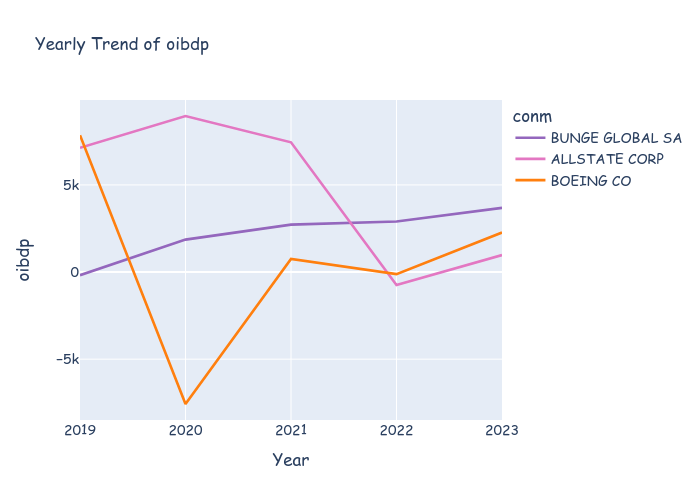 Yearly Trend of oibdp
conm
BUNGE GLOBAL SA
ALLSTATE CORP
BOEING CO
5k
0
−5k
oibdp
2019 2020 2021 2022 2023
Year